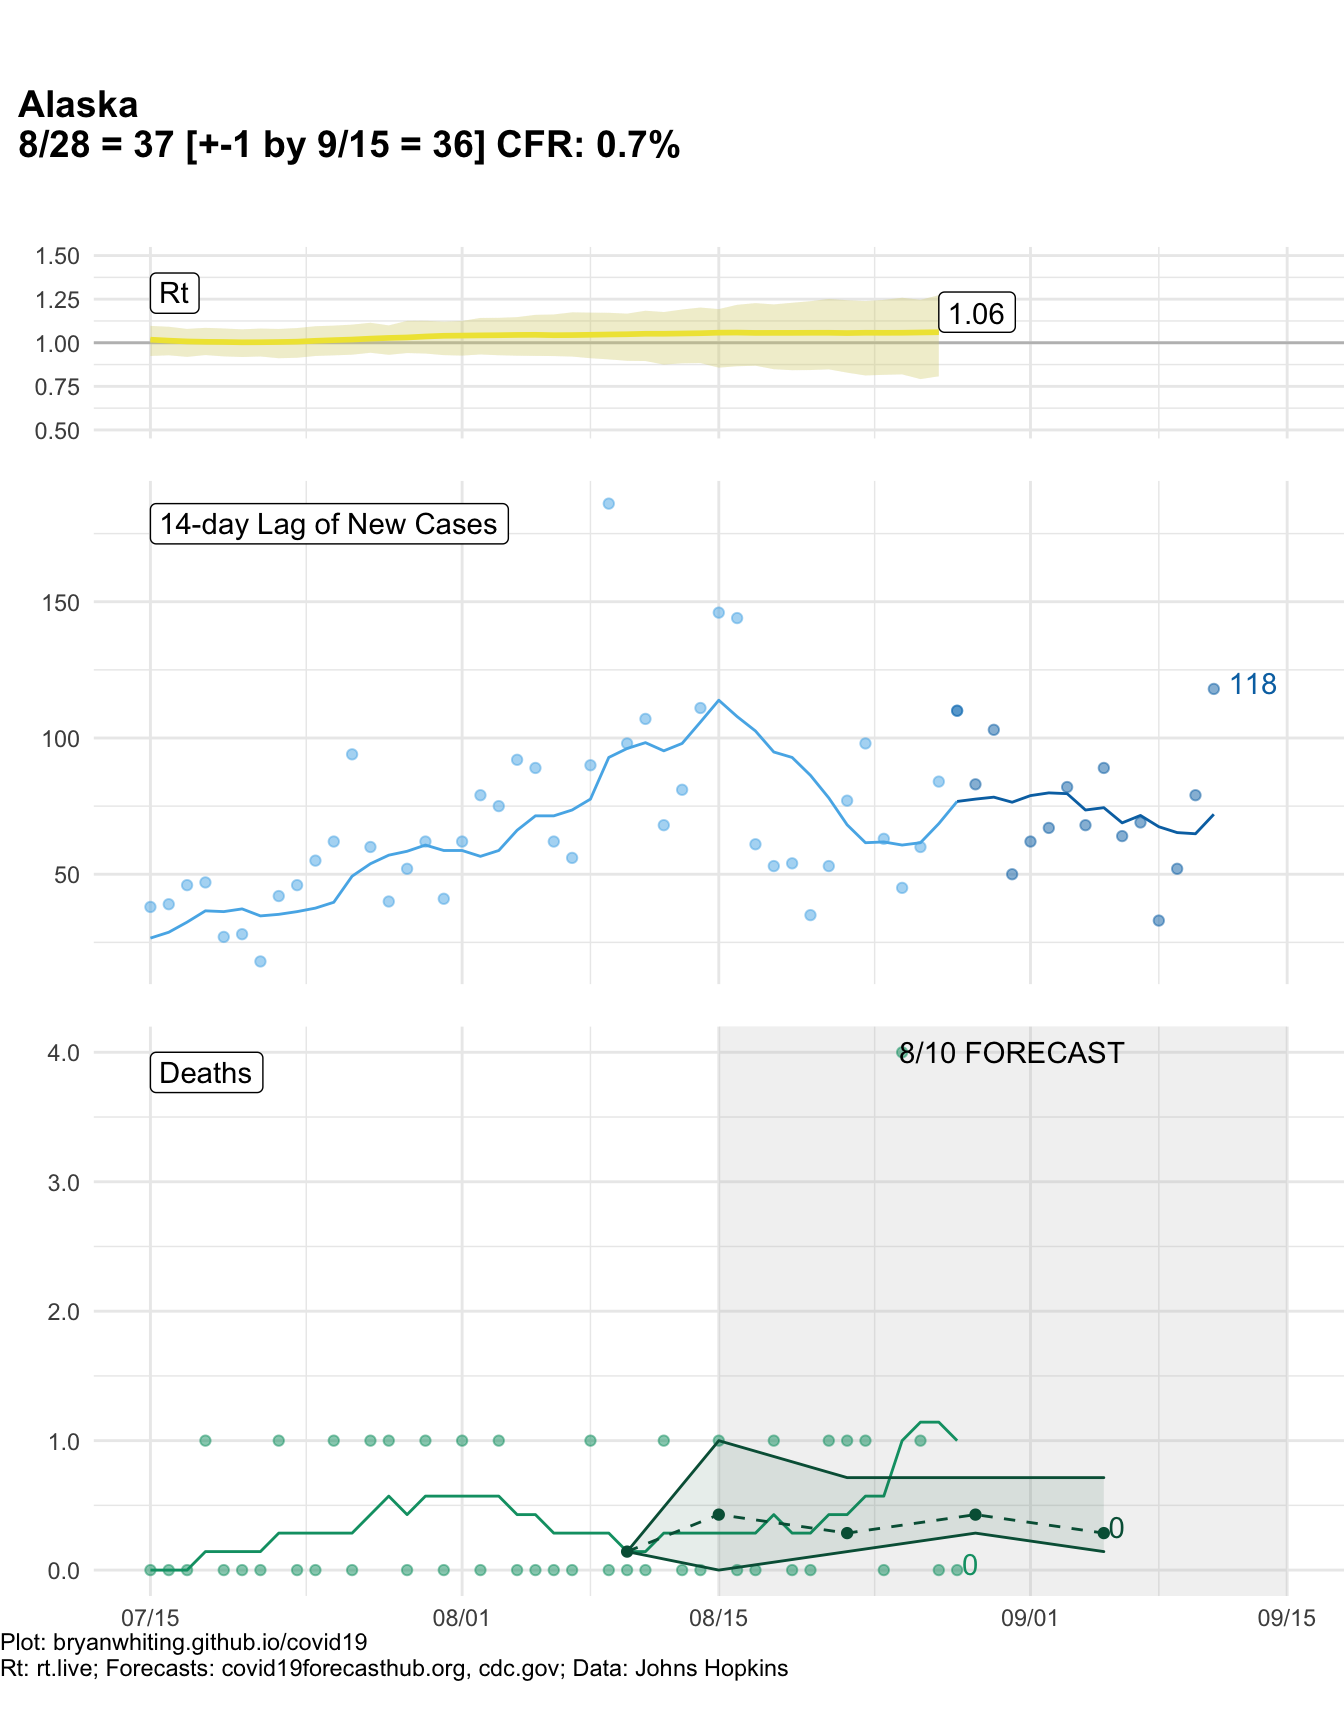 Alaska
8/28 = 37 [+-1 by 9/15 = 36] CFR: 0.7%
1.50
Rt
1.25
1.06
1.00
0.75
0.50
14-day Lag of New Cases
150
118
100
50
4.0
8/10 FORECAST
Deaths
3.0
2.0
1.0
0
0
0.0
07/15 08/01 08/15 09/01 09/15
Plot: bryanwhiting.github.io/covid19
Rt: rt.live; Forecasts: covid19forecasthub.org, cdc.gov; Data: Johns Hopkins